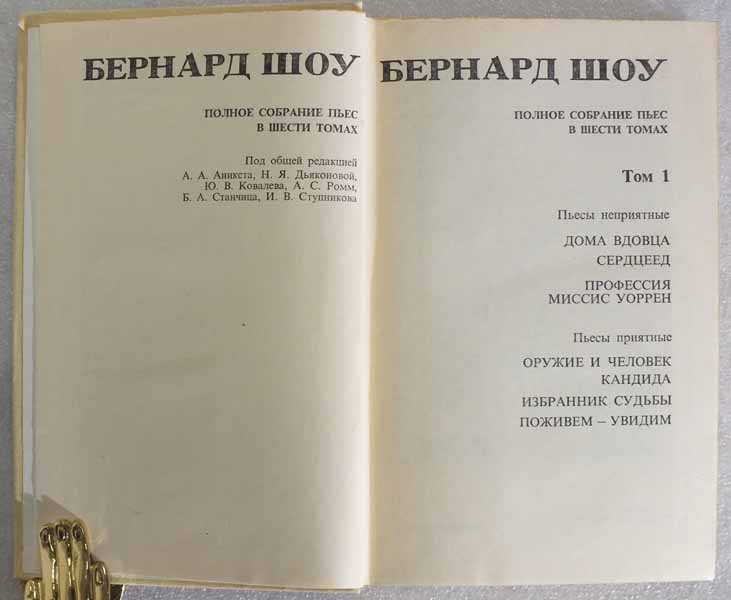 БЕРНАРД ШОУ
ПОЛНОЕ СОБРАНИЕ ПЬЕС
В ШЕСТИ ТОМАХ
Под общей редакцией
А. А. Аникста, Н. Я. Дьяконовой,
Ю. В. Ковалева, А. С. Ромм,
Б. А. Станчица, И. В. Ступникова
БЕРНАРД ШОУ
ПОЛНОЕ СОБРАНИЕ ПЬЕС
В ШЕСТИ ТОМАХ
Том 1
Пьесы неприятные
ДОМА ВДОВЦА
СЕРДЦЕЕД
ПРОФЕССИЯ
МИССИС УОРРЕН
Пьесы приятные
ОРУЖИЕ И ЧЕЛОВЕК
КАНДИДА
ИЗБРАННИК СУДЬБЫ
ПОЖИВЕМ – УВИДИМ